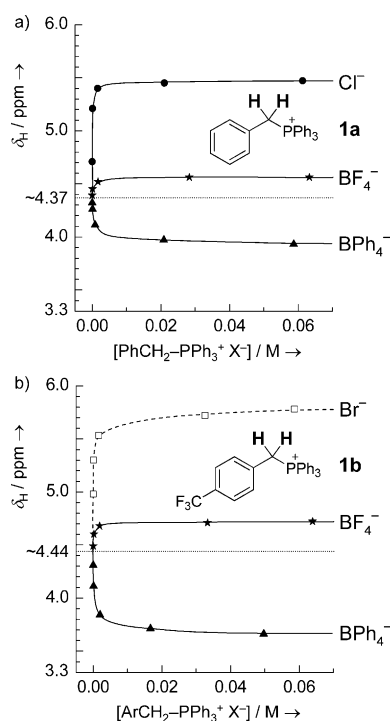 a)
6.0
5.0
~4.37
4.0
3.3
δH / ppm →
Cl−
H H
PPh3
+
1a
BF4−
BPh4−
0.00 0.02 0.04 0.06
[PhCH2–PPh3+ X−] / M →
b)
6.0
5.0
~4.44
4.0
3.3
δH / ppm →
Br−
H H
PPh3
+
F3C
1b
BF4−
BPh4−
0.00 0.02 0.04 0.06
[ArCH2–PPh3+ X−] / M →